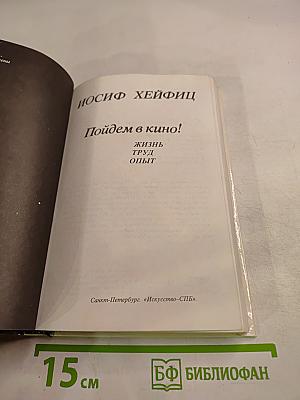 ИОСИФ ХЕЙФИЦ
Пойдем в кино!
ЖИЗНЬ
ТРУД
ОПЫТ
Санкт-Петербург «Искусство–СПБ»
15 см
БФ БИБЛИОФАН